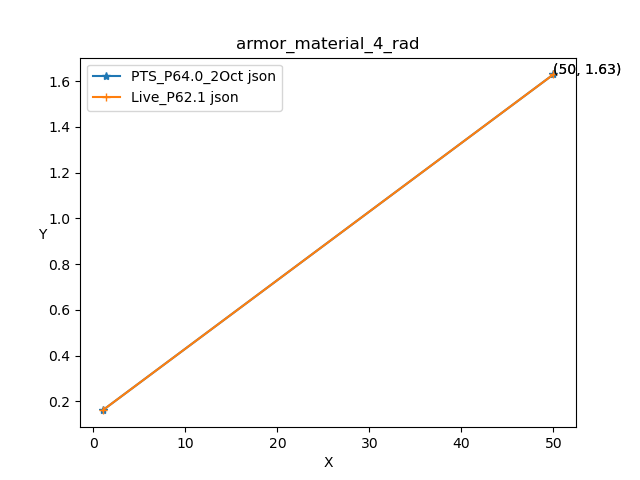 armor_material_4_rad
PTS_P64.0_2Oct json
Live_P62.1 json
(50, 1.63)
1.6
1.4
1.2
1.0
0.8
0.6
0.4
0.2
Y
0 10 20 30 40 50
X